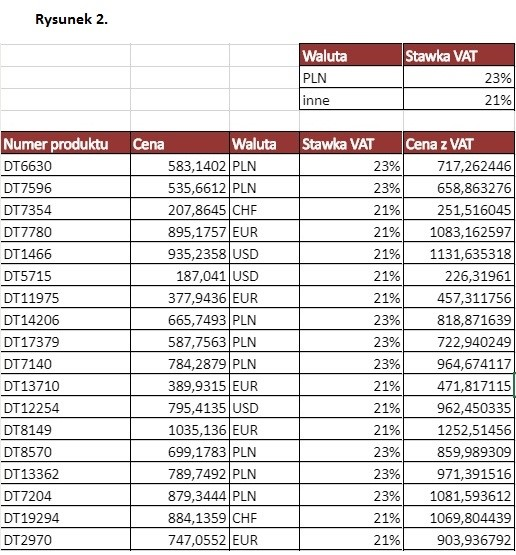 Rysunek 2.
Waluta Stawka VAT
PLN 23%
inne 21%
Numer produktu Cena Waluta Stawka VAT Cena z VAT
DT6630 583,1402 PLN 23% 717,262446
DT7596 535,6612 PLN 23% 658,863276
DT7354 207,8645 CHF 21% 251,516045
DT7780 895,1757 EUR 21% 1083,162597
DT1466 935,2358 USD 21% 1131,635318
DT5715 187,041 USD 21% 226,31961
DT11975 377,9436 EUR 21% 457,311756
DT14206 665,7493 PLN 23% 818,871639
DT17379 587,7563 PLN 23% 722,940249
DT7140 784,2879 PLN 23% 964,674117
DT13710 389,9315 EUR 21% 471,817115
DT12254 795,4135 USD 21% 962,450335
DT8149 1035,136 EUR 21% 1252,51456
DT8570 699,1783 PLN 23% 859,989309
DT13362 789,7492 PLN 23% 971,391516
DT7204 879,3444 PLN 23% 1081,593612
DT19294 884,1359 CHF 21% 1069,804439
DT2970 747,0552 EUR 21% 903,936792